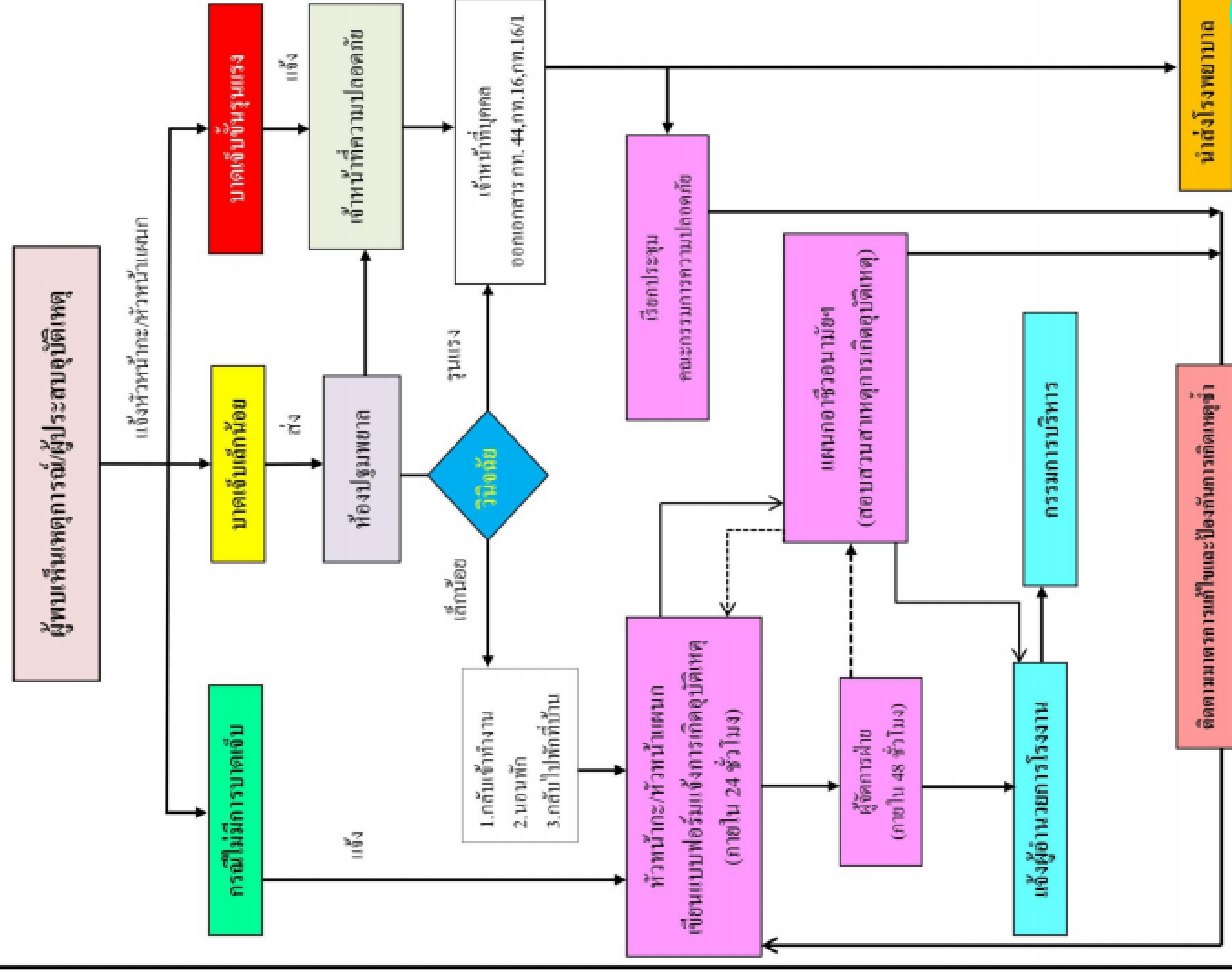 ผู้พบเห็นเหตุการณ์/ผู้ประสบอุบัติเหตุ
แจ้งหัวหน้ากะ/หัวหน้าแผนก
กรณีไม่มีการบาดเจ็บ
บาดเจ็บเล็กน้อย
บาดเจ็บขั้นรุนแรง
แจ้ง
ส่ง
แจ้ง
ห้องปฐมพยาบาล
เจ้าหน้าที่ความปลอดภัย
วินิจฉัย
เล็กน้อย
รุนแรง
1.กลับเข้าทำงาน
2.นอนพัก
3.กลับไปพักที่บ้าน
เจ้าหน้าที่บุคคล
ออกเอกสาร กท. 44,กท.16,กท.16/1
หัวหน้ากะ/หัวหน้าแผนก
เขียนแบบฟอร์มแจ้งการเกิดอุบัติเหตุ
(ภายใน 24 ชั่วโมง)
เรียกประชุม
คณะกรรมการความปลอดภัย
แผนกอาชีวอนามัยฯ
(สอบสวนสาเหตุการเกิดอุบัติเหตุ)
ผู้จัดการฝ่าย
(ภายใน 48 ชั่วโมง)
แจ้งผู้อำนวยการโรงงาน
กรรมการบริหาร
ติดตามมาตรการแก้ไขและป้องกันการเกิดเหตุซ้ำ
นำส่งโรงพยาบาล